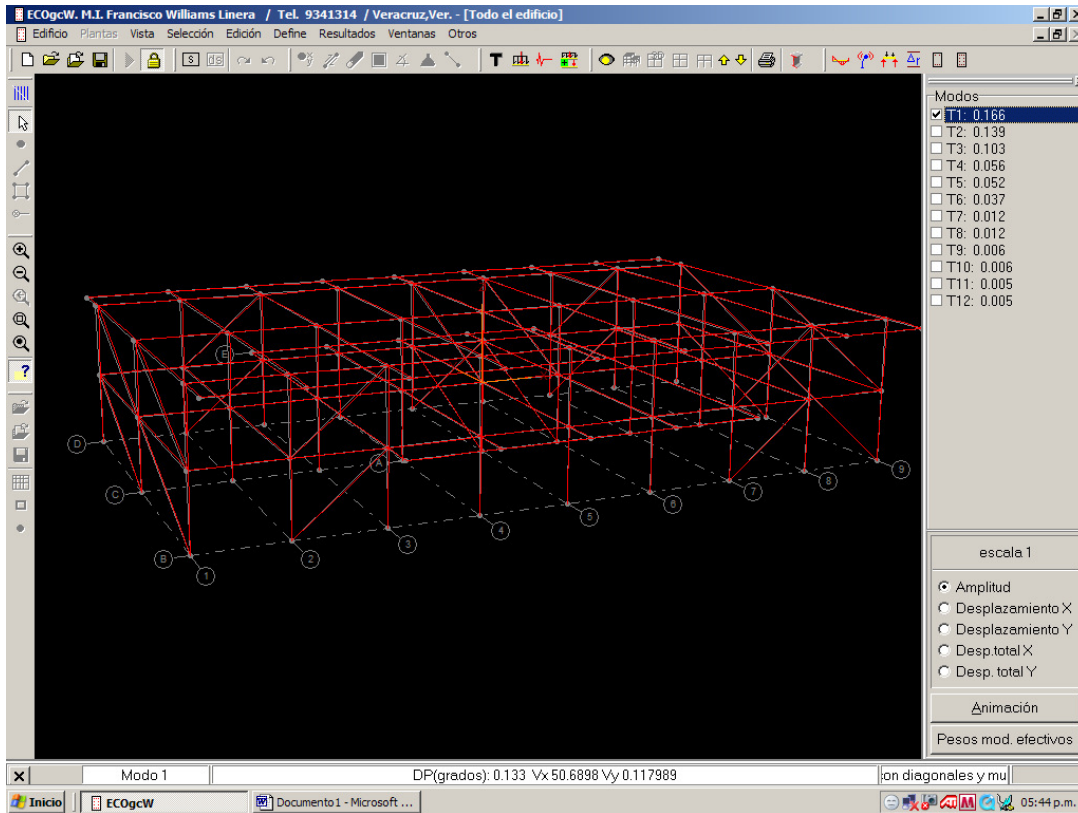 ECOgcW. M.I. Francisco Williams Linera / Tel. 9341314 / Veracruz,Ver. - [Todo el edificio]
Edificio Plantas Vista Selección Edición Define Resultados Ventanas Otros
Modos
T1: 0.166
T2: 0.139
T3: 0.103
T4: 0.056
T5: 0.052
T6: 0.037
T7: 0.012
T8: 0.012
T9: 0.006
T10: 0.006
T11: 0.005
T12: 0.005
E
D
C
B
A
1
2
3
4
5
6
7
8
9
escala 1
Amplitud
Desplazamiento X
Desplazamiento Y
Desp.total X
Desp. total Y
Animación
Pesos mod. efectivos
Modo 1
DP(grados): 0.133 Vx 50.6898 Vy 0.117989
on diagonales y mu
Inicio
ECOgcW
Documento1 - Microsoft ...
05:44 p.m.